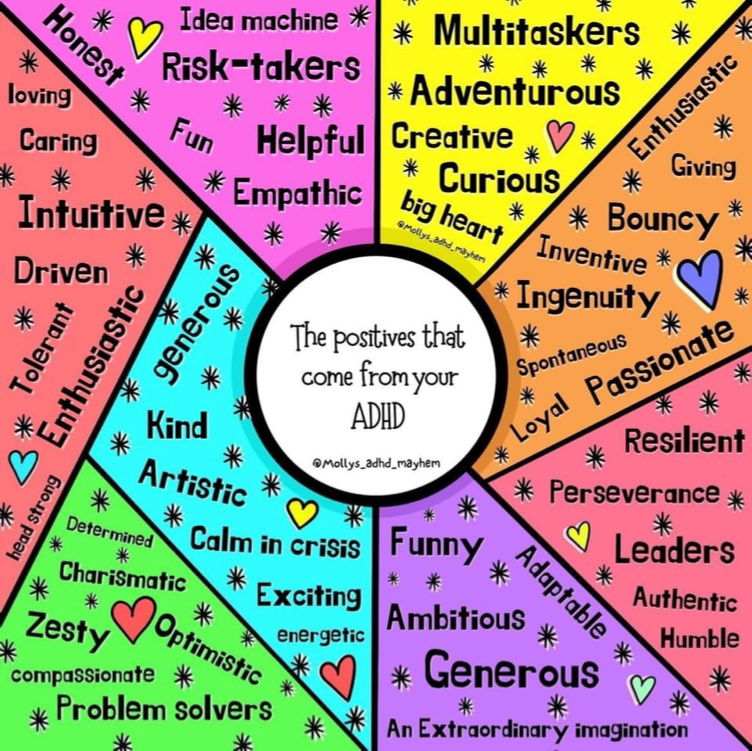 The positives that
come from your
ADHD
@Mollys_adhd_mayhem
Honest
Idea machine
Risk-takers
Fun
Helpful
Empathic
Multitaskers
Adventurous
Creative
Curious
big heart
@Mollys_adhd_mayhem
Enthusiastic
Giving
Bouncy
Inventive
Ingenuity
Spontaneous
Passionate
Loyal
Resilient
Perseverance
Leaders
Authentic
Humble
Funny
Adaptable
Ambitious
Generous
An Extraordinary imagination
generous
Kind
Artistic
Calm in crisis
Exciting
energetic
Determined
Charismatic
Zesty
Optimistic
compassionate
Problem solvers
loving
Caring
Intuitive
Driven
Tolerant
Enthusiastic
head strong